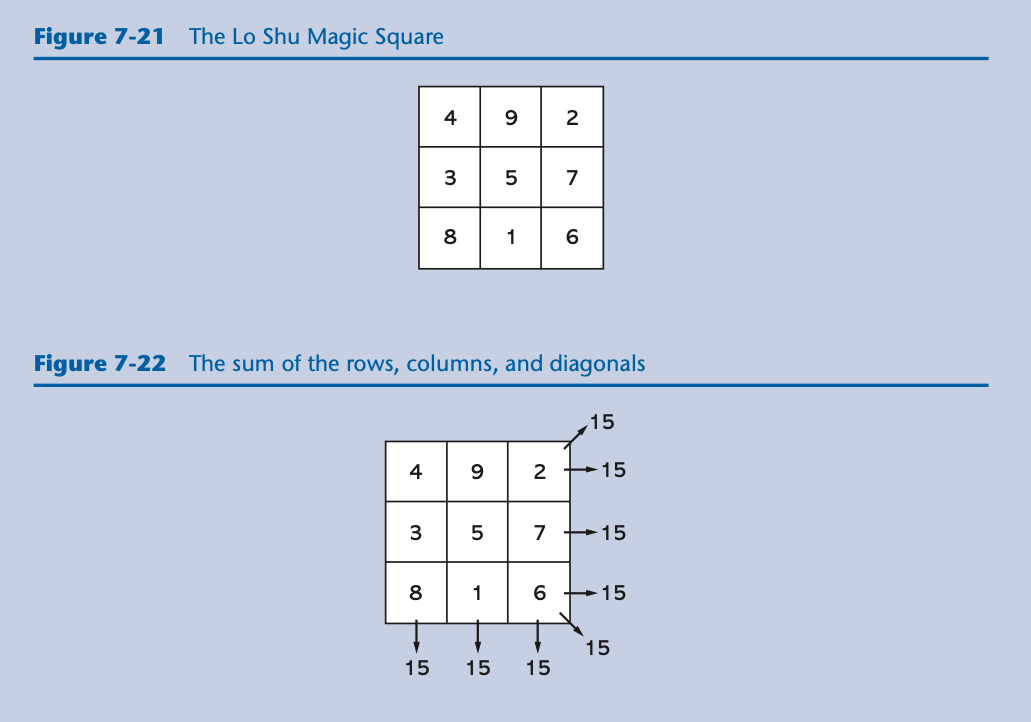 Figure 7-21 The Lo Shu Magic Square
4 9 2
3 5 7
8 1 6
Figure 7-22 The sum of the rows, columns, and diagonals
15
4 9 2 15
3 5 7 15
8 1 6 15
15
15 15 15